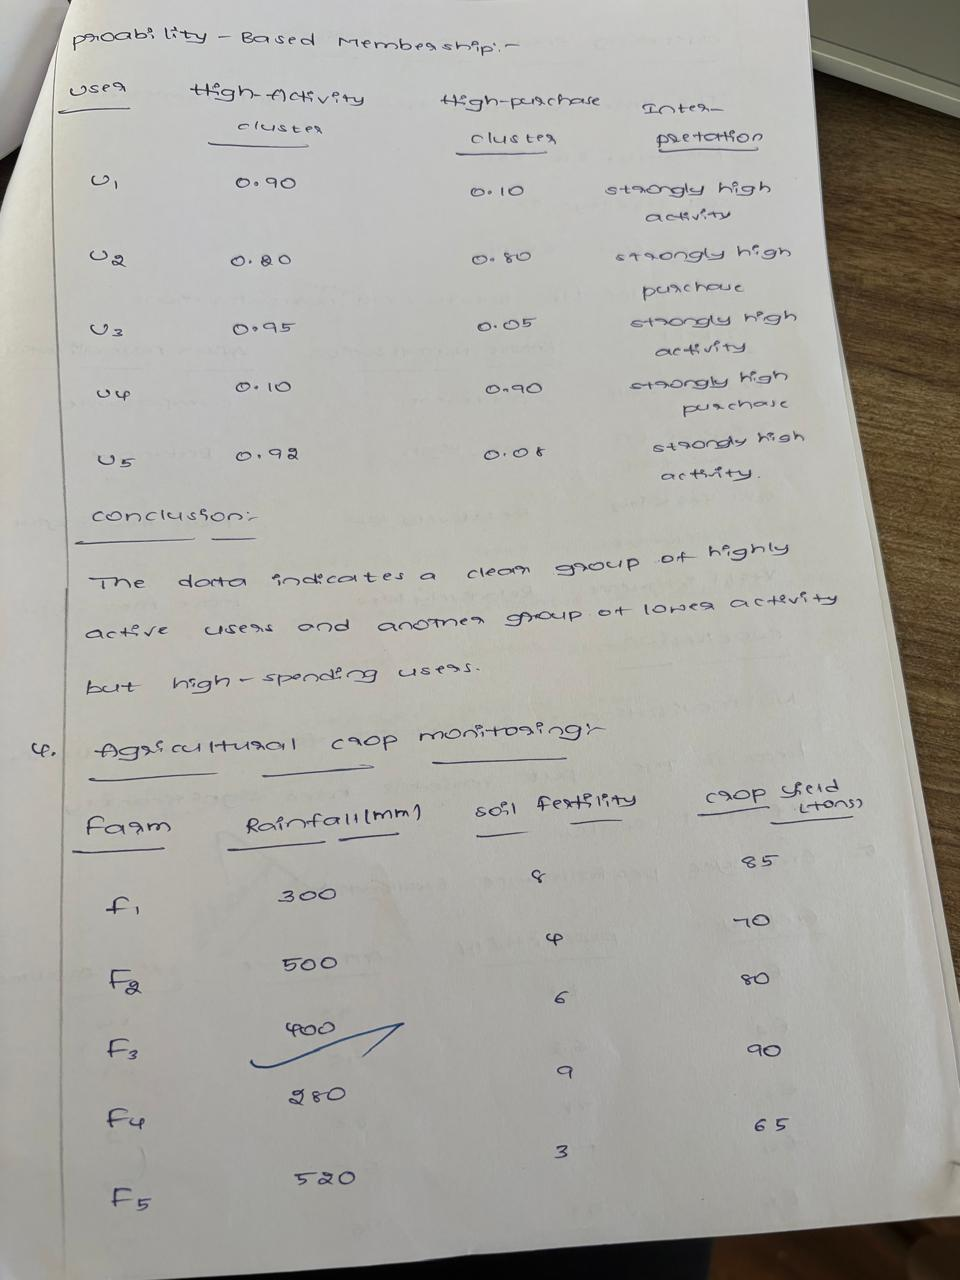 Proability - Based Membership:-
User High-Activity cluster High-purchase cluster Inter-pretation
U1 0.90 0.10 strongly high activity
U2 0.20 0.80 strongly high purchase
U3 0.95 0.05 strongly high activity
U4 0.10 0.90 strongly high purchase
U5 0.92 0.08 strongly high activity.
Conclusion:-
The data indicates a clear group of highly
active users and another group of lower activity
but high-spending users.
4. Agricultural crop monitoring:-
Farm Rainfall(mm) Soil fertility crop yield (tons)
F1 300 8 85
F2 500 4 70
F3 400 6 80
F4 280 9 90
F5 520 3 65